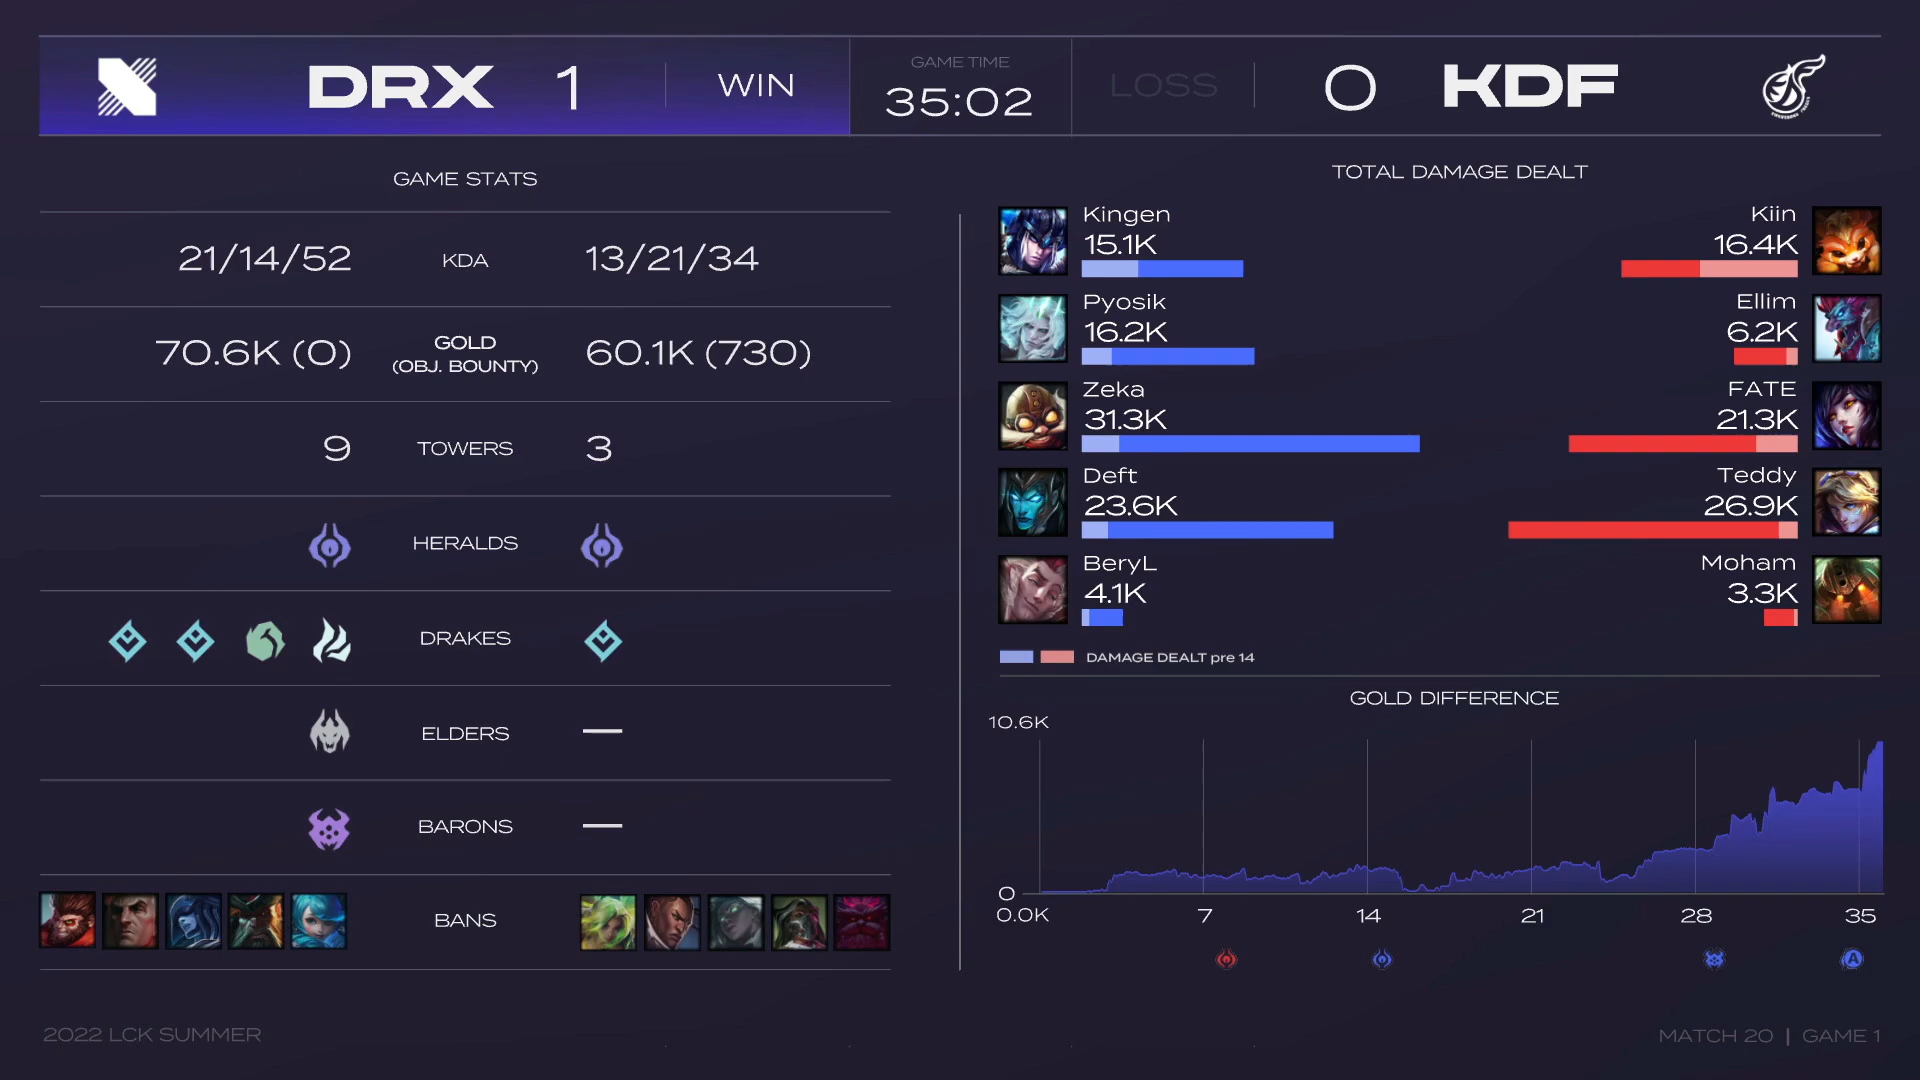 DRX 1 WIN
GAME TIME
35:02
LOSS 0 KDF
GAME STATS
21/14/52 KDA 13/21/34
70.6K (0) GOLD (OBJ. BOUNTY) 60.1K (730)
9 TOWERS 3
HERALDS
DRAKES
ELDERS —
BARONS —
BANS
TOTAL DAMAGE DEALT
Kingen
15.1K
Kiin
16.4K
Pyosik
16.2K
Ellim
6.2K
Zeka
31.3K
FATE
21.3K
Deft
23.6K
Teddy
26.9K
BeryL
4.1K
Moham
3.3K
DAMAGE DEALT pre 14
GOLD DIFFERENCE
10.6K
0
0.0K 7 14 21 28 35
A
2022 LCK SUMMER
MATCH 20 | GAME 1